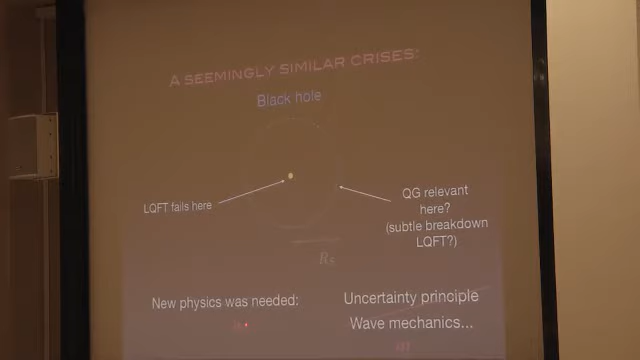 A SEEMINGLY SIMILAR CRISES:
Black hole
LQFT fails here
QG relevant
here?
(subtle breakdown
LQFT?)
New physics was needed:
Uncertainty principle
Wave mechanics...